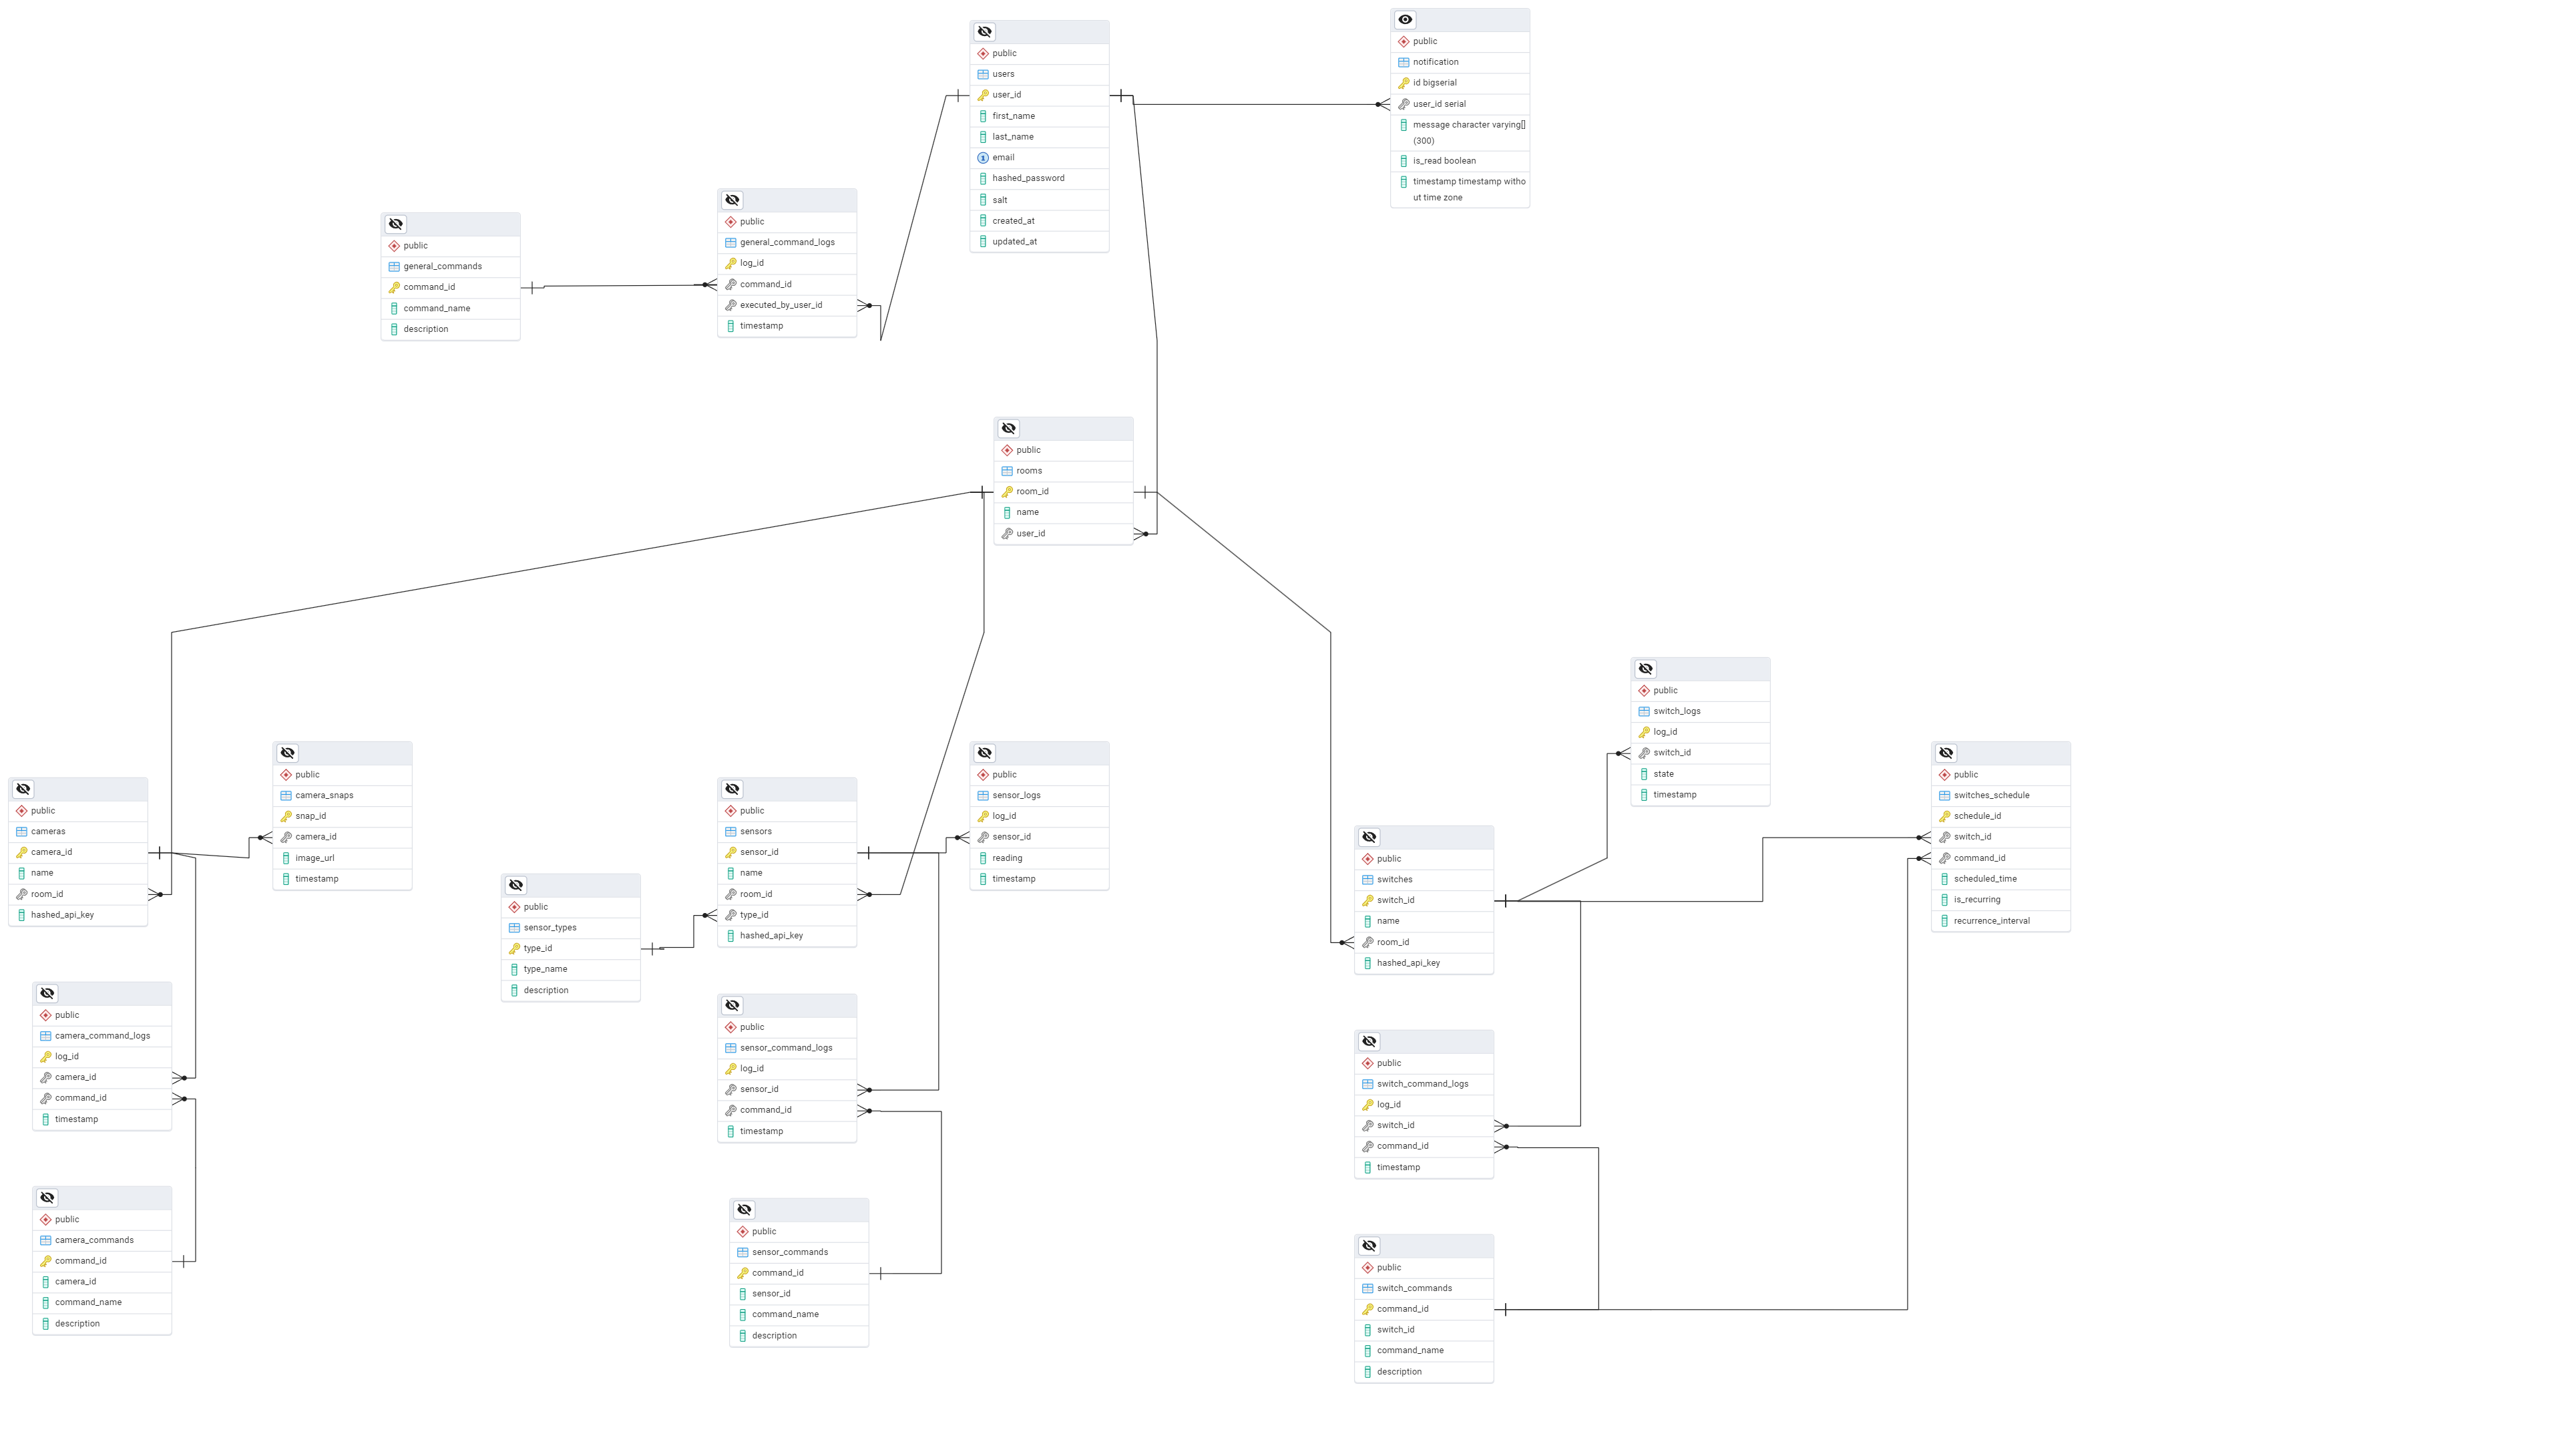 public
users
user_id
first_name
last_name
email
hashed_password
salt
created_at
updated_at
public
notification
id bigserial
user_id serial
message character varying[]
(300)
is_read boolean
timestamp timestamp witho
ut time zone
public
general_commands
command_id
command_name
description
public
general_command_logs
log_id
command_id
executed_by_user_id
timestamp
public
rooms
room_id
name
user_id
public
cameras
camera_id
name
room_id
hashed_api_key
public
camera_snaps
snap_id
camera_id
image_url
timestamp
public
sensor_types
type_id
type_name
description
public
sensors
sensor_id
name
room_id
type_id
hashed_api_key
public
sensor_logs
log_id
sensor_id
reading
timestamp
public
switches
switch_id
name
room_id
hashed_api_key
public
switch_logs
log_id
switch_id
state
timestamp
public
switches_schedule
schedule_id
switch_id
command_id
scheduled_time
is_recurring
recurrence_interval
public
camera_command_logs
log_id
camera_id
command_id
timestamp
public
sensor_command_logs
log_id
sensor_id
command_id
timestamp
public
switch_command_logs
log_id
switch_id
command_id
timestamp
public
camera_commands
command_id
camera_id
command_name
description
public
sensor_commands
command_id
sensor_id
command_name
description
public
switch_commands
command_id
switch_id
command_name
description